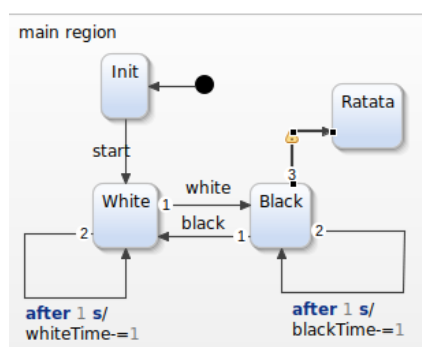 main region
Init
Ratata
start
3
White
1
white
Black
2
black
1
2
after 1 s/
whiteTime-=1
after 1 s/
blackTime-=1